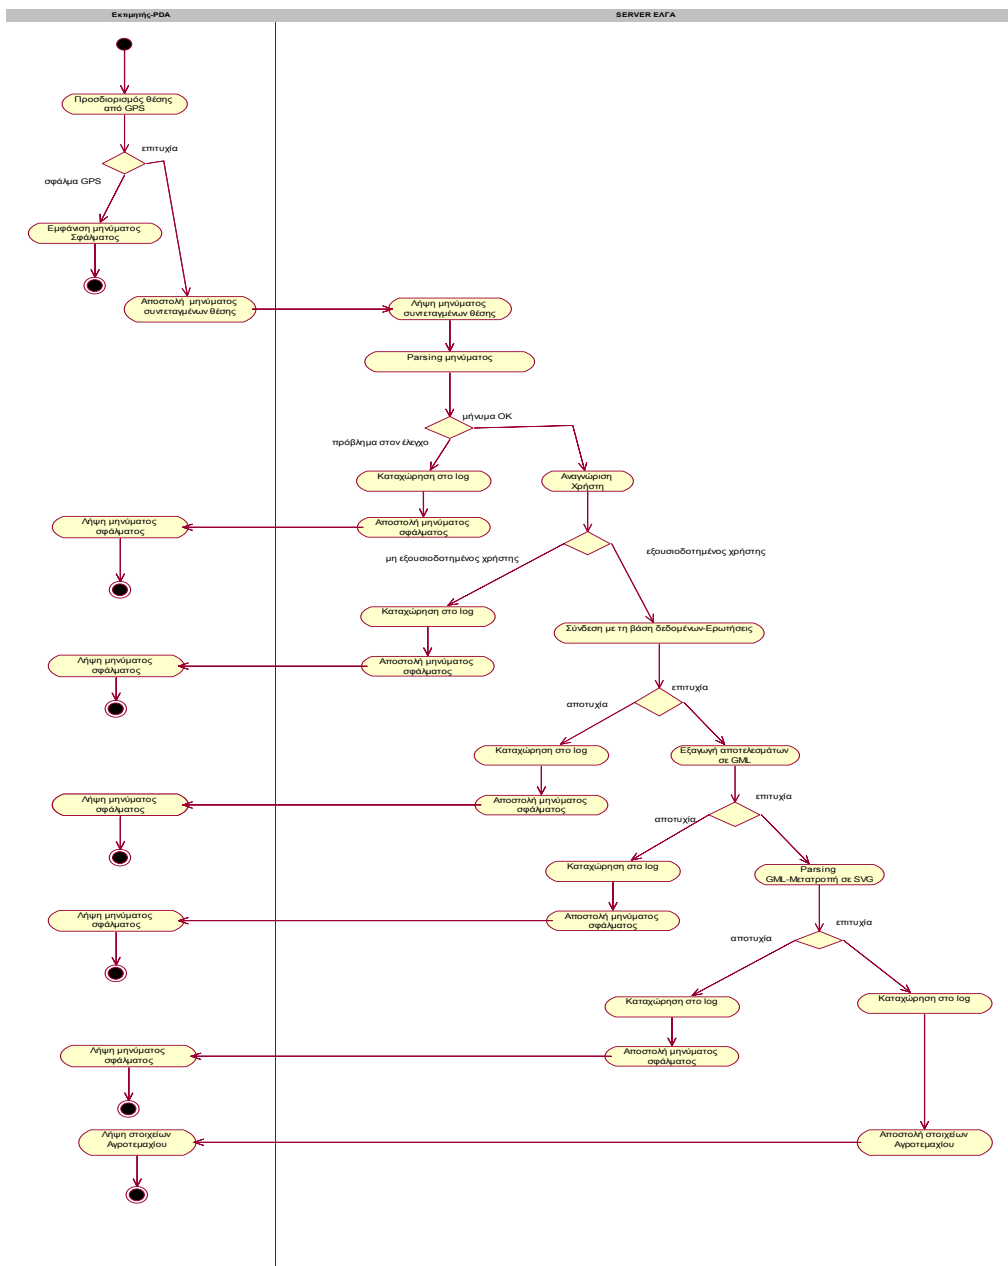 Εκτιμητής-PDA
SERVER ΕΛΓΑ
Προσδιορισμός θέσης
από GPS
επιτυχία
σφάλμα GPS
Εμφάνιση μηνύματος
Σφάλματος
Αποστολή μηνύματος
συντεταγμένων θέσης
Λήψη μηνύματος
συντεταγμένων θέσης
Parsing μηνύματος
μήνυμα ΟΚ
πρόβλημα στον έλεγχο
Καταχώρηση στο log
Αναγνώριση
Χρήστη
Λήψη μηνύματος
σφάλματος
Αποστολή μηνύματος
σφάλματος
μη εξουσιοδοτημένος χρήστης
εξουσιοδοτημένος χρήστης
Καταχώρηση στο log
Σύνδεση με τη βάση δεδομένων-Ερωτήσεις
Λήψη μηνύματος
σφάλματος
Αποστολή μηνύματος
σφάλματος
επιτυχία
αποτυχία
Καταχώρηση στο log
Εξαγωγή αποτελεσμάτων
σε GML
Λήψη μηνύματος
σφάλματος
Αποστολή μηνύματος
σφάλματος
επιτυχία
αποτυχία
Καταχώρηση στο log
Parsing
GML-Μετατροπή σε SVG
Λήψη μηνύματος
σφάλματος
Αποστολή μηνύματος
σφάλματος
επιτυχία
αποτυχία
Καταχώρηση στο log
Καταχώρηση στο log
Λήψη μηνύματος
σφάλματος
Αποστολή μηνύματος
σφάλματος
Λήψη στοιχείων
Αγροτεμαχίου
Αποστολή στοιχείων
Αγροτεμαχίου